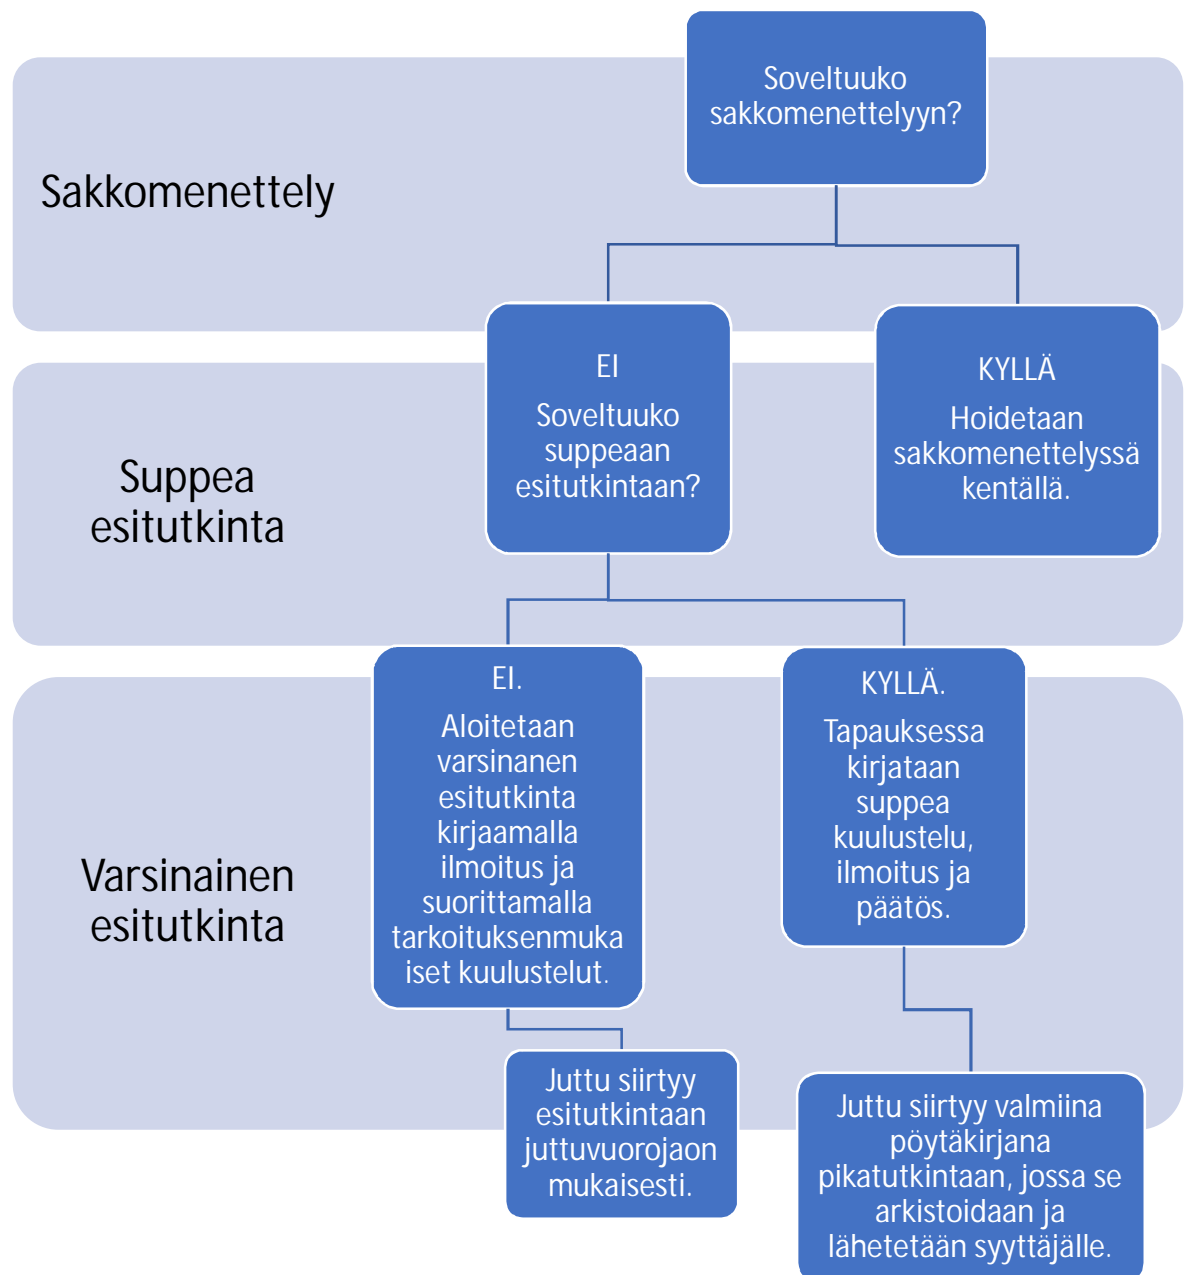 Soveltuuko
sakkomenettelyyn?
Sakkomenettely
EI
Soveltuuko
suppeaan
esitutkintaan?
KYLLÄ
Hoidetaan
sakkomenettelyssä
kentällä.
Suppea
esitutkinta
EI.
Aloitetaan
varsinanen
esitutkinta
kirjaamalla
ilmoitus ja
suorittamalla
tarkoituksenmuka
iset kuulustelut.
KYLLÄ.
Tapauksessa
kirjataan
suppea
kuulustelu,
ilmoitus ja
päätös.
Varsinainen
esitutkinta
Juttu siirtyy
esitutkintaan
juttuvuorojaon
mukaisesti.
Juttu siirtyy valmiina
pöytäkirjana
pikatutkintaan, jossa se
arkistoidaan ja
lähetetään syyttäjälle.